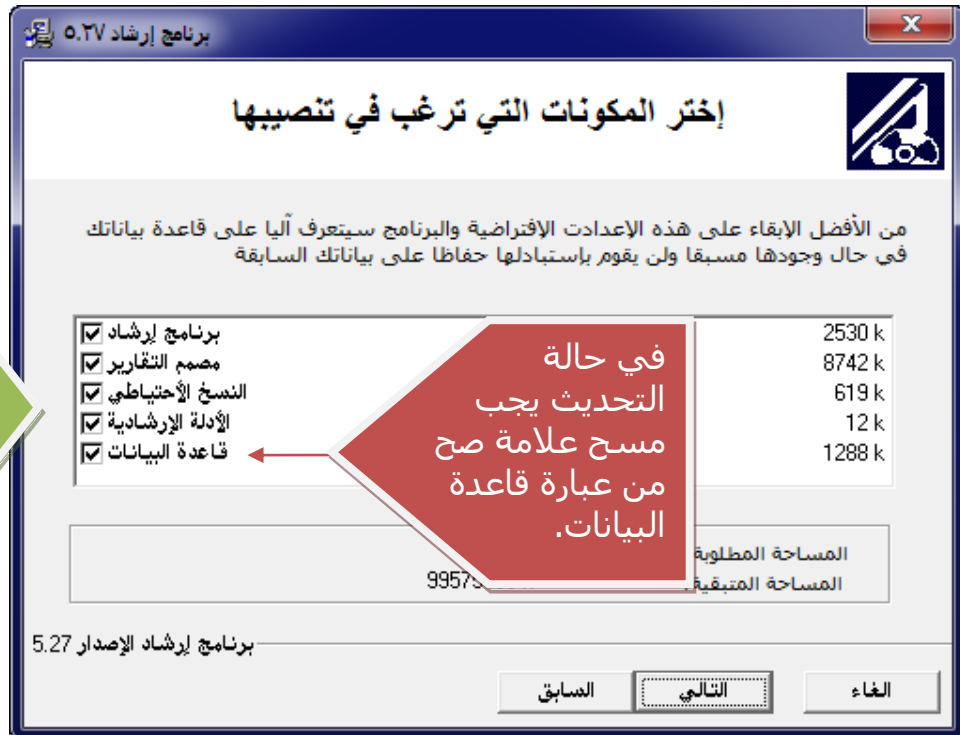 برنامج إرشاد ٥.٢٧
إختر المكونات التي ترغب في تنصيبها
من الأفضل الإبقاء على هذه الإعدادت الإفتراضية والبرنامج سيتعرف آليا على قاعدة بياناتك
في حال وجودها مسبقا ولن يقوم بإستبدالها حفاظا على بياناتك السابقة
برنامج إرشاد 2530 k
مصمم التقارير 8742 k
النسخ الأحتياطي 619 k
الأدلة الإرشادية 12 k
قاعدة البيانات 1288 k
في حالة
التحديث يجب
مسح علامة صح
من عبارة قاعدة
البيانات.
المساحة المطلوبة
المساحة المتبقية
برنامج إرشاد الإصدار 5.27
السابق
التالي
الغاء